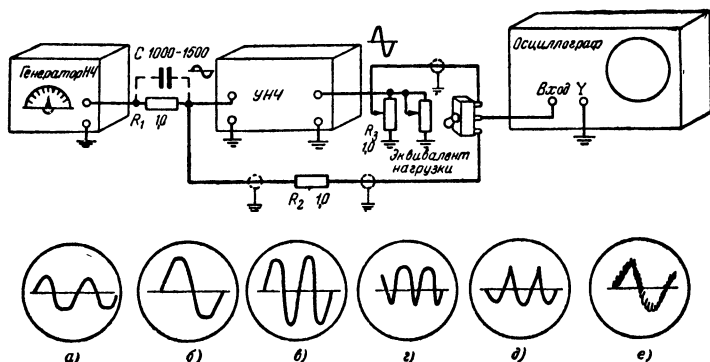 Генератор НЧ
C 1000-1500
R₁ 1,0
УНЧ
R₃ 1,0
Эквивалент нагрузки
R₂ 1,0
Осциллограф
Вход Y
а)
б)
в)
г)
д)
е)